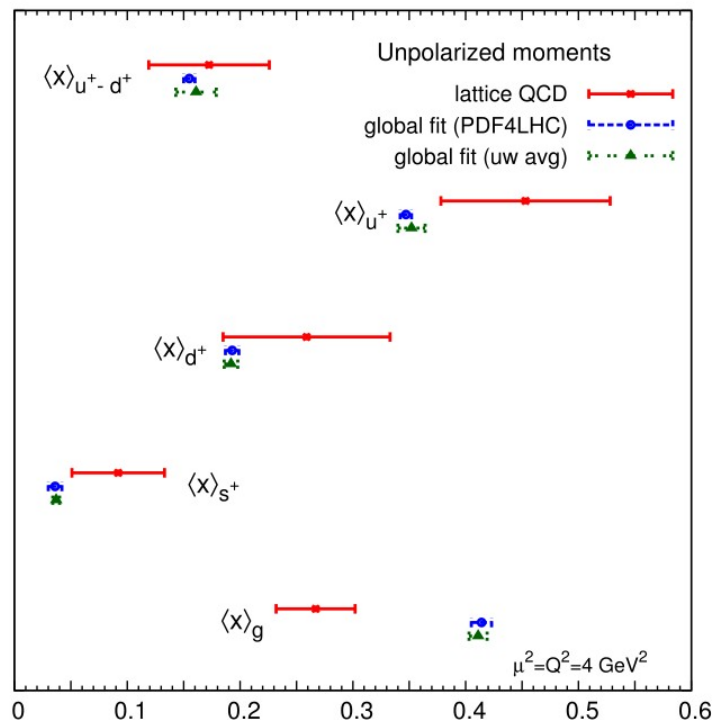 Unpolarized moments
lattice QCD
global fit (PDF4LHC)
global fit (uw avg)
⟨x⟩u⁺- d⁺
⟨x⟩u⁺
⟨x⟩d⁺
⟨x⟩s⁺
⟨x⟩g
μ²=Q²=4 GeV²
0 0.1 0.2 0.3 0.4 0.5 0.6